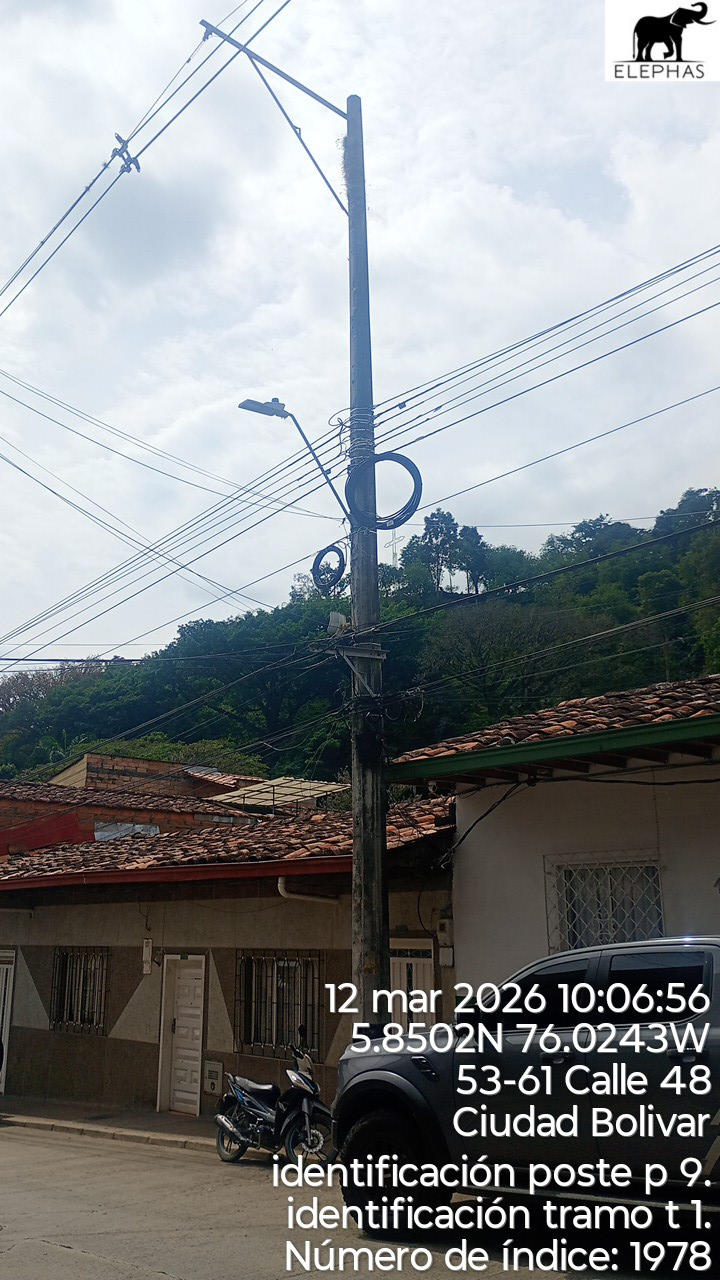 ELEPHAS
12 mar 2026 10:06:56
5.8502N 76.0243W
53-61 Calle 48
Ciudad Bolivar
identificación poste p 9.
identificación tramo t 1.
Número de índice: 1978